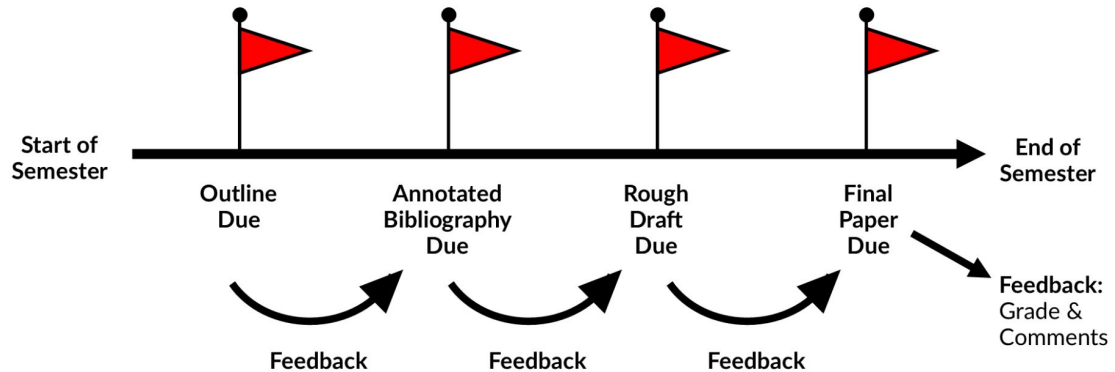 Start of
Semester
Outline
Due
Annotated
Bibliography
Due
Rough
Draft
Due
Final
Paper
Due
End of
Semester
Feedback
Feedback
Feedback
Feedback:
Grade &
Comments